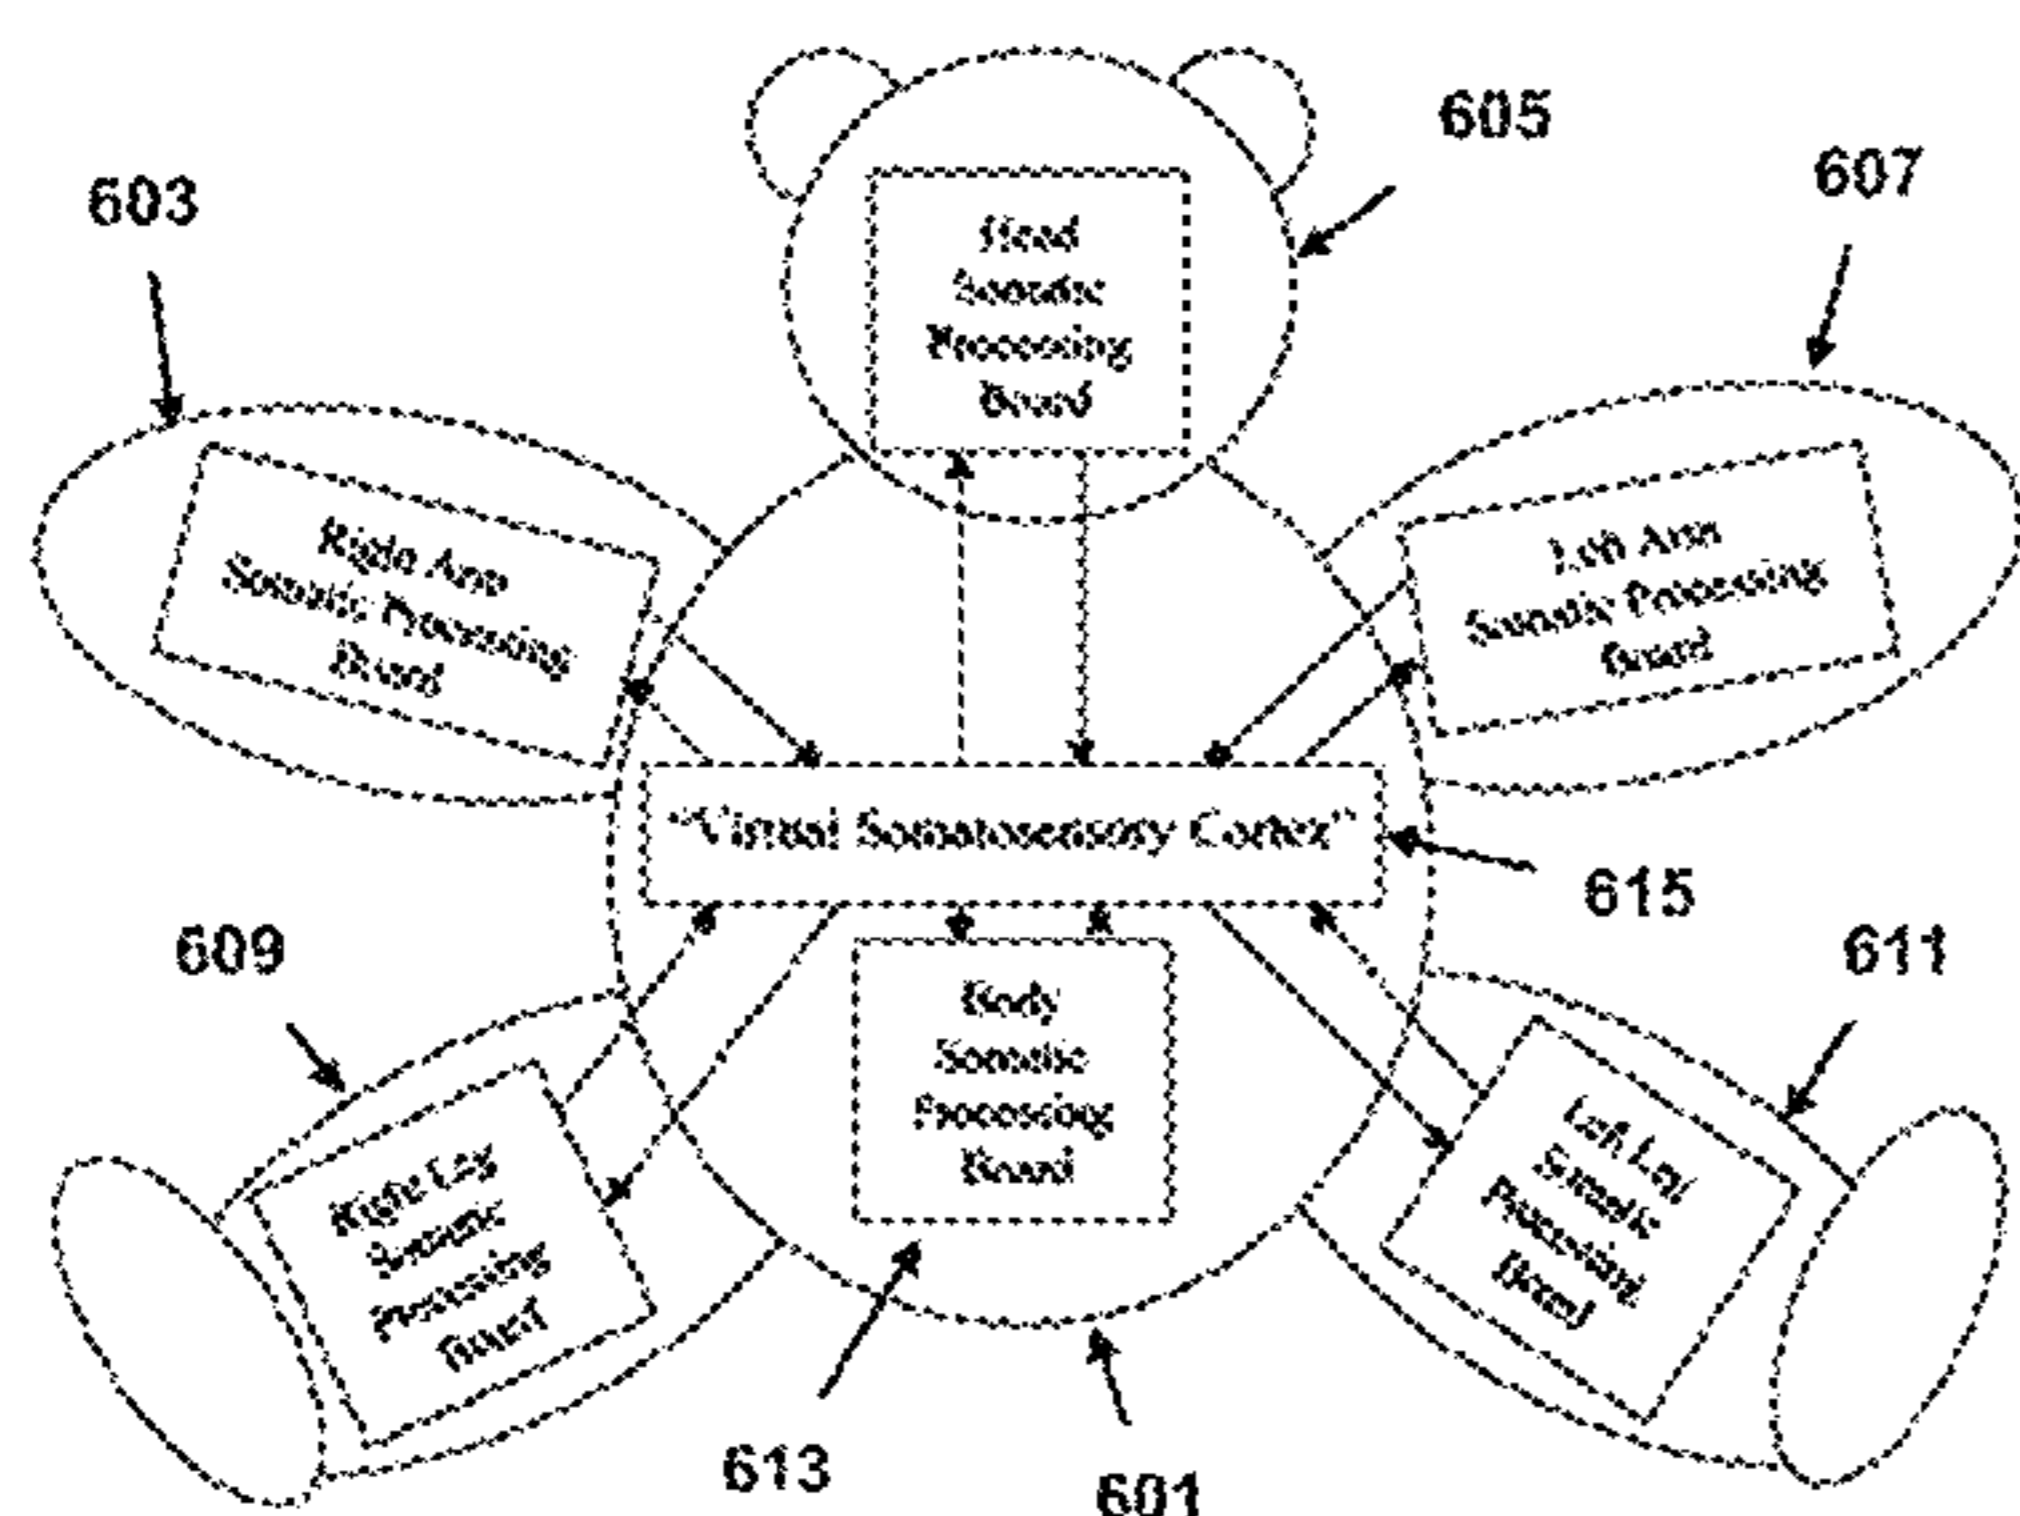 605
607
603
Head
Somatic
Processing
Board
Right Arm
Somatic Processing
Board
Left Arm
Somatic Processing
Board
"Virtual Somatosensory Cortex"
615
609
611
Body
Somatic
Processing
Board
Right Leg
Somatic
Processing
Board
Left Leg
Somatic
Processing
Board
613
601